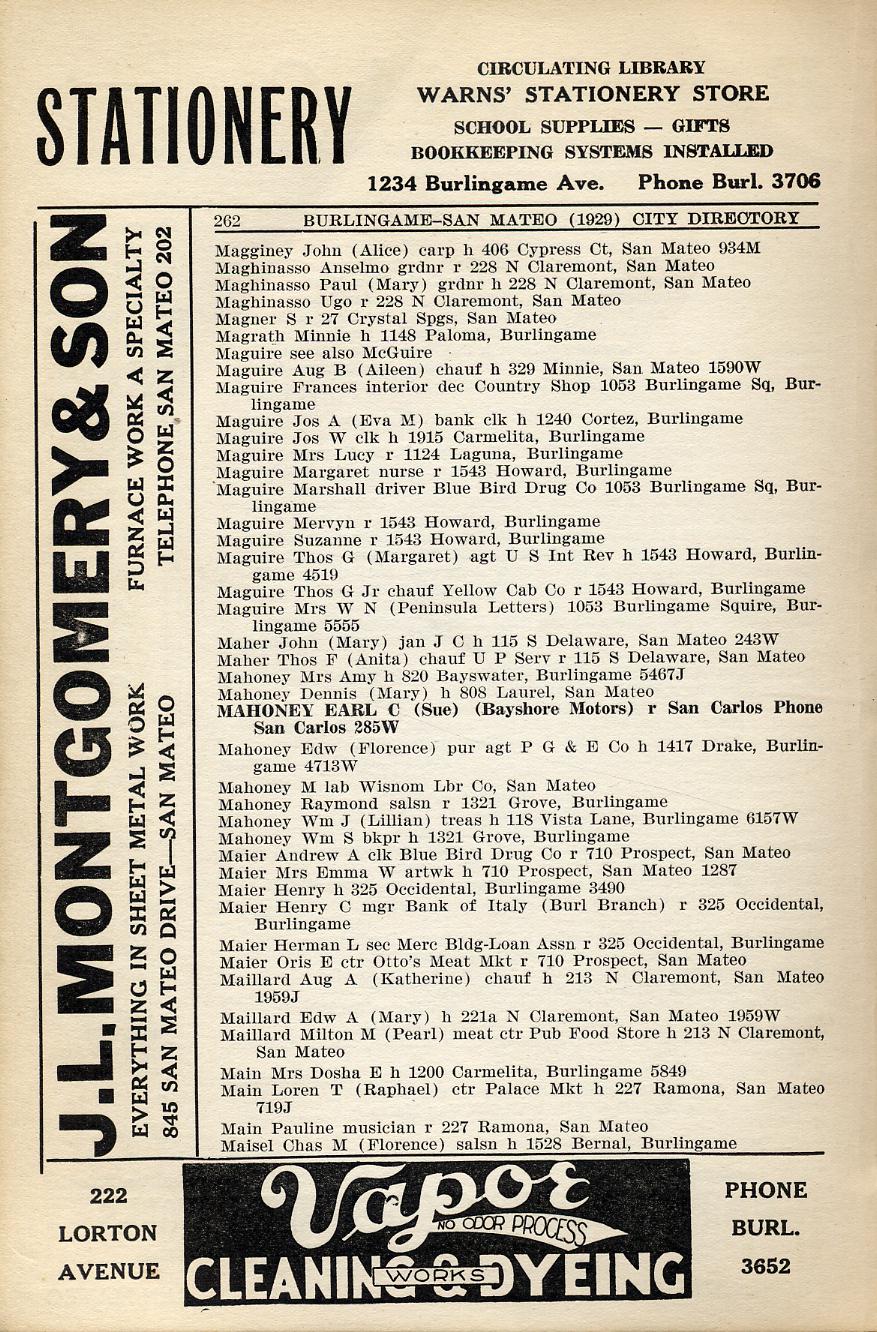 STATIONERY
CIRCULATING LIBRARY
WARNS' STATIONERY STORE
SCHOOL SUPPLIES — GIFTS
BOOKKEEPING SYSTEMS INSTALLED
1234 Burlingame Ave. Phone Burl. 3706
J. L. MONTGOMERY & SON
EVERYTHING IN SHEET METAL WORK FURNACE WORK A SPECIALTY
845 SAN MATEO DRIVE—SAN MATEO TELEPHONE SAN MATEO 202
262 BURLINGAME–SAN MATEO (1929) CITY DIRECTORY
Magginey John (Alice) carp h 406 Cypress Ct, San Mateo 934M
Maghinasso Anselmo grdnr r 228 N Claremont, San Mateo
Maghinasso Paul (Mary) grdnr h 228 N Claremont, San Mateo
Maghinasso Ugo r 228 N Claremont, San Mateo
Magner S r 27 Crystal Spgs, San Mateo
Magrath Minnie h 1148 Paloma, Burlingame
Maguire see also McGuire
Maguire Aug B (Aileen) chauf h 329 Minnie, San Mateo 1590W
Maguire Frances interior dec Country Shop 1053 Burlingame Sq, Bur-
lingame
Maguire Jos A (Eva M) bank clk h 1240 Cortez, Burlingame
Maguire Jos W clk h 1915 Carmelita, Burlingame
Maguire Mrs Lucy r 1124 Laguna, Burlingame
Maguire Margaret nurse r 1543 Howard, Burlingame
Maguire Marshall driver Blue Bird Drug Co 1053 Burlingame Sq, Bur-
lingame
Maguire Mervyn r 1543 Howard, Burlingame
Maguire Suzanne r 1543 Howard, Burlingame
Maguire Thos G (Margaret) agt U S Int Rev h 1543 Howard, Burlin-
game 4519
Maguire Thos G Jr chauf Yellow Cab Co r 1543 Howard, Burlingame
Maguire Mrs W N (Peninsula Letters) 1053 Burlingame Squire, Bur-
lingame 5555
Maher John (Mary) jan J C h 115 S Delaware, San Mateo 243W
Maher Thos F (Anita) chauf U P Serv r 115 S Delaware, San Mateo
Mahoney Mrs Amy h 820 Bayswater, Burlingame 5467J
Mahoney Dennis (Mary) h 808 Laurel, San Mateo
MAHONEY EARL C (Sue) (Bayshore Motors) r San Carlos Phone
San Carlos 285W
Mahoney Edw (Florence) pur agt P G & E Co h 1417 Drake, Burlin-
game 4713W
Mahoney M lab Wisnom Lbr Co, San Mateo
Mahoney Raymond salsn r 1321 Grove, Burlingame
Mahoney Wm J (Lillian) treas h 118 Vista Lane, Burlingame 6157W
Mahoney Wm S bkpr h 1321 Grove, Burlingame
Maier Andrew A clk Blue Bird Drug Co r 710 Prospect, San Mateo
Maier Mrs Emma W artwk h 710 Prospect, San Mateo 1287
Maier Henry h 325 Occidental, Burlingame 3490
Maier Henry C mgr Bank of Italy (Burl Branch) r 325 Occidental,
Burlingame
Maier Herman L sec Merc Bldg-Loan Assn r 325 Occidental, Burlingame
Maier Oris E ctr Otto's Meat Mkt r 710 Prospect, San Mateo
Maillard Aug A (Katherine) chauf h 213 N Claremont, San Mateo
1959J
Maillard Edw A (Mary) h 221a N Claremont, San Mateo 1959W
Maillard Milton M (Pearl) meat ctr Pub Food Store h 213 N Claremont,
San Mateo
Main Mrs Dosha E h 1200 Carmelita, Burlingame 5849
Main Loren T (Raphael) ctr Palace Mkt h 227 Ramona, San Mateo
719J
Main Pauline musician r 227 Ramona, San Mateo
Maisel Chas M (Florence) salsn h 1528 Bernal, Burlingame
222
LORTON
AVENUE
Vapor
NO ODOR PROCESS
CLEANING & DYEING
WORKS
PHONE
BURL.
3652